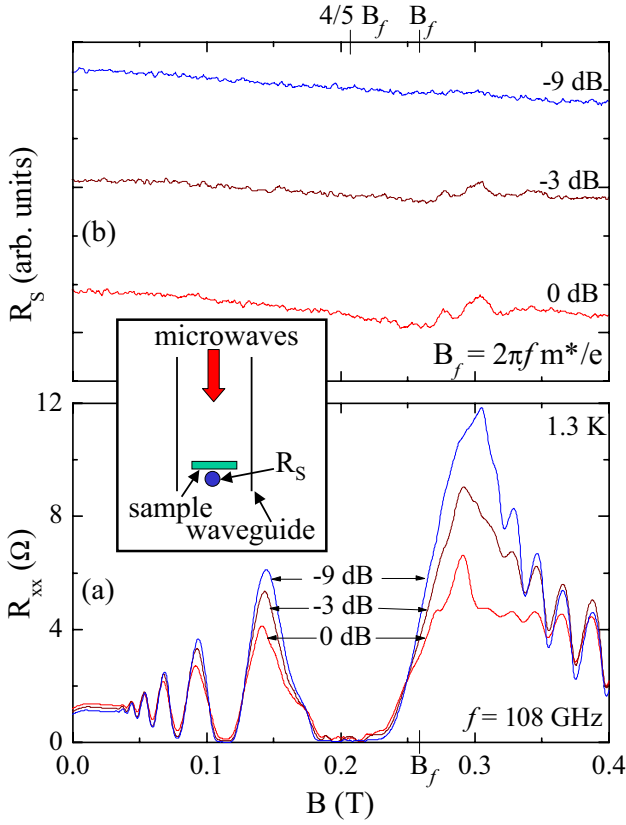 4/5 B_f B_f
-9 dB
-3 dB
0 dB
R_S (arb. units)
(b)
B_f = 2πf m*/e
microwaves
R_S
sample
waveguide
12
8
4
0
R_xx (Ω)
1.3 K
(a)
-9 dB
-3 dB
0 dB
f = 108 GHz
0.0 0.1 0.2 B_f 0.3 0.4
B (T)